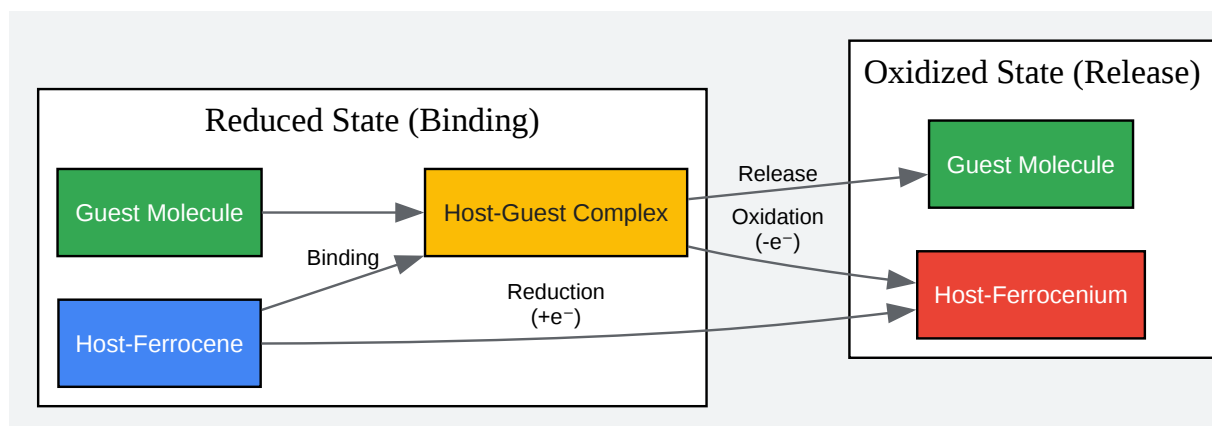 Oxidized State (Release)
Reduced State (Binding)
Guest Molecule
Host-Guest Complex
Host-Ferrocene
Binding
Release
Oxidation
(-e⁻)
Reduction
(+e⁻)
Guest Molecule
Host-Ferrocenium